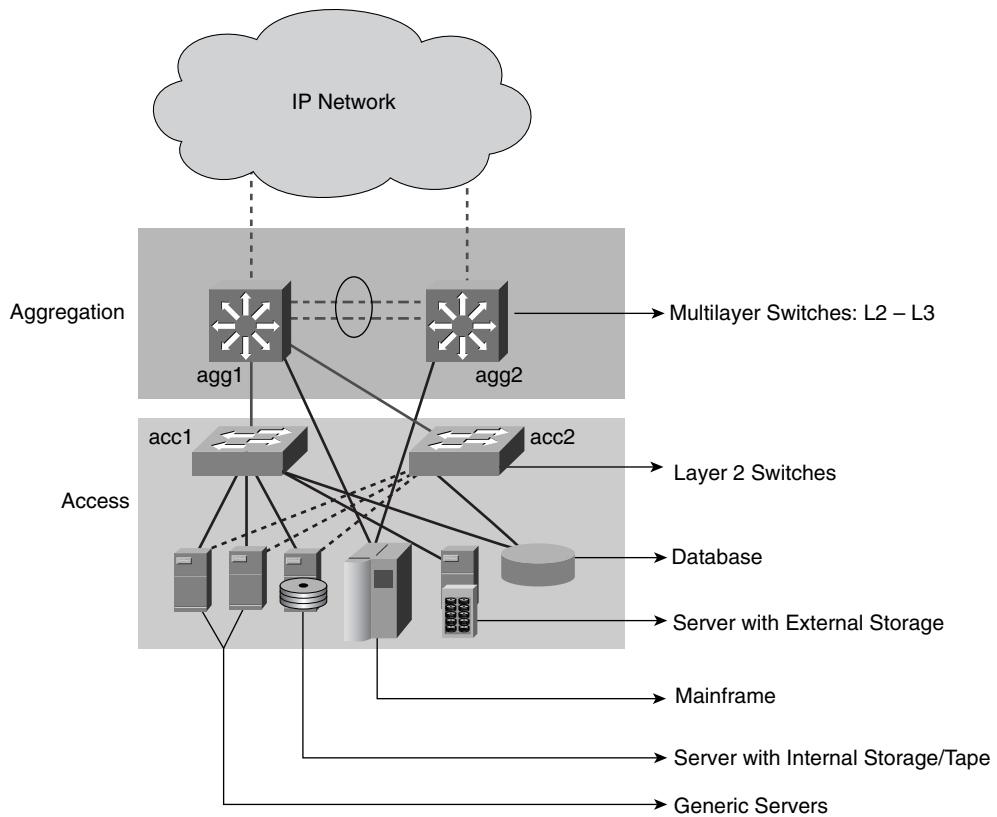 IP Network
Aggregation
Multilayer Switches: L2 – L3
agg1
agg2
acc1
acc2
Layer 2 Switches
Access
Database
Server with External Storage
Mainframe
Server with Internal Storage/Tape
Generic Servers